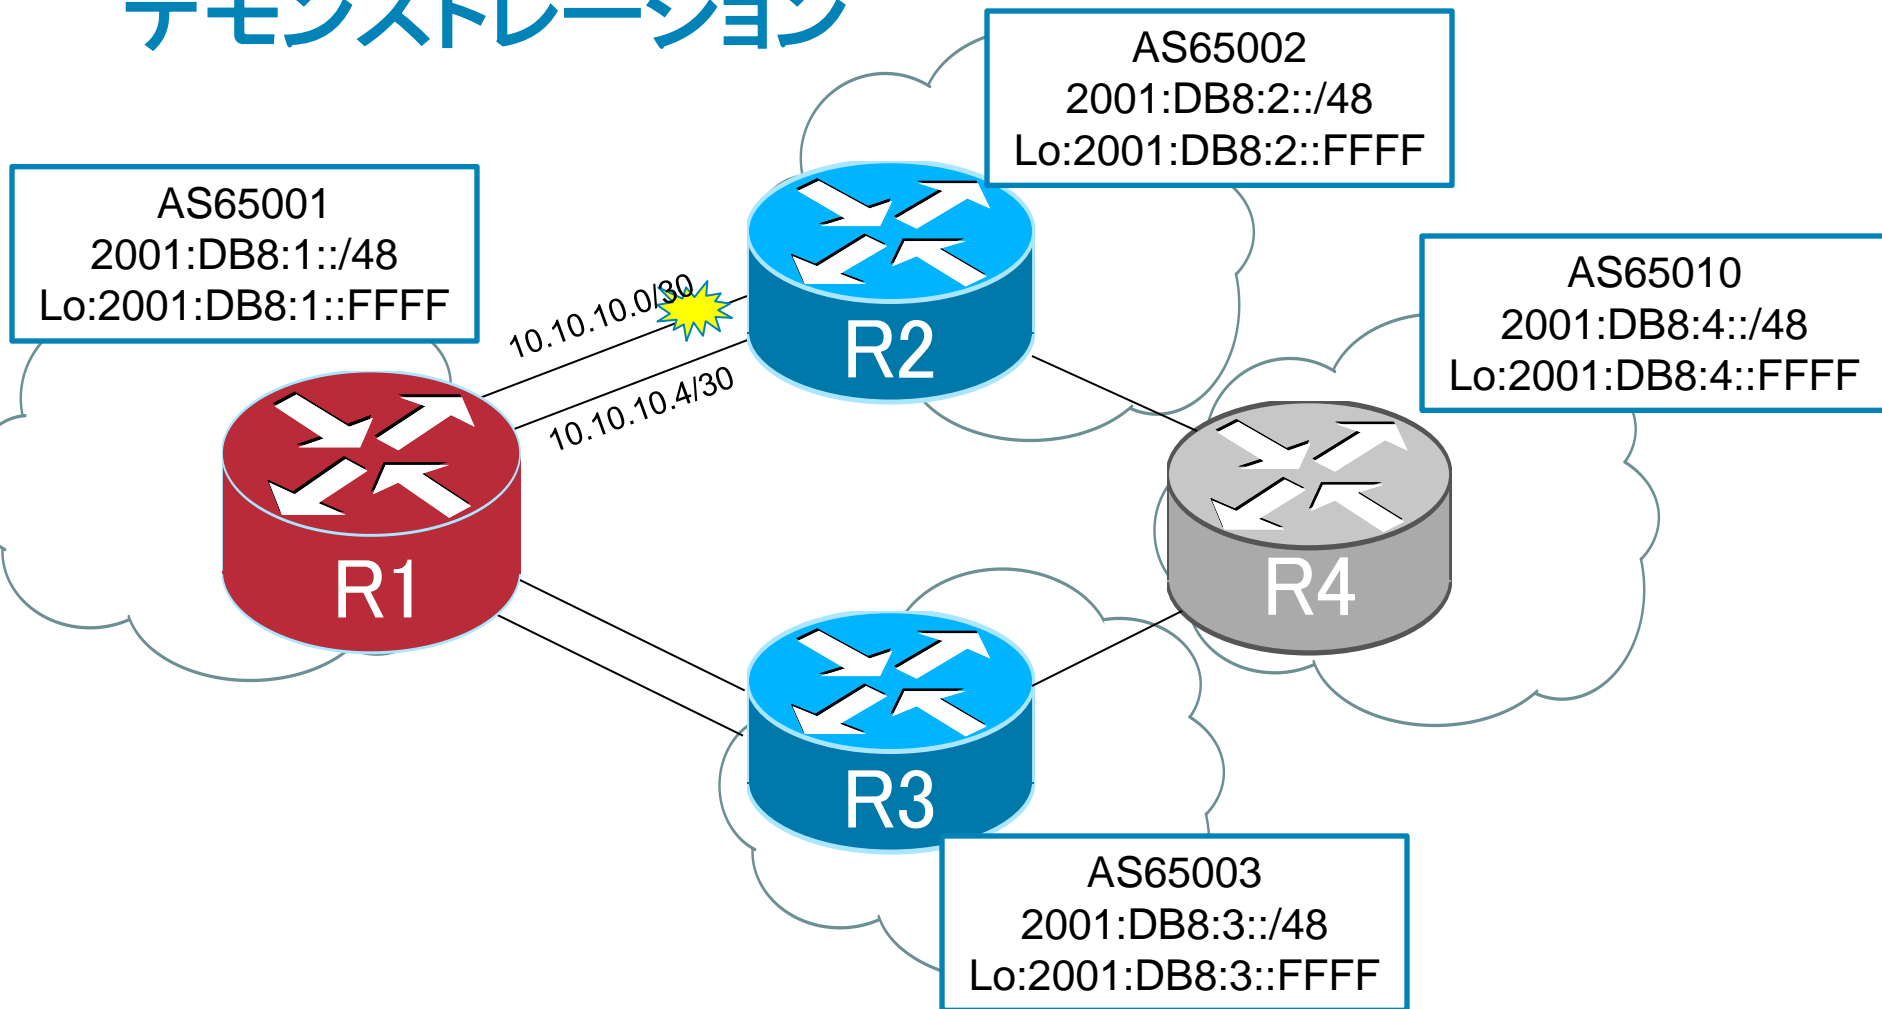 デモンストレーション
AS65002
2001:DB8:2::/48
Lo:2001:DB8:2::FFFF
AS65001
2001:DB8:1::/48
Lo:2001:DB8:1::FFFF
AS65010
2001:DB8:4::/48
Lo:2001:DB8:4::FFFF
10.10.10.0/30
10.10.10.4/30
R2
R1
R4
R3
AS65003
2001:DB8:3::/48
Lo:2001:DB8:3::FFFF